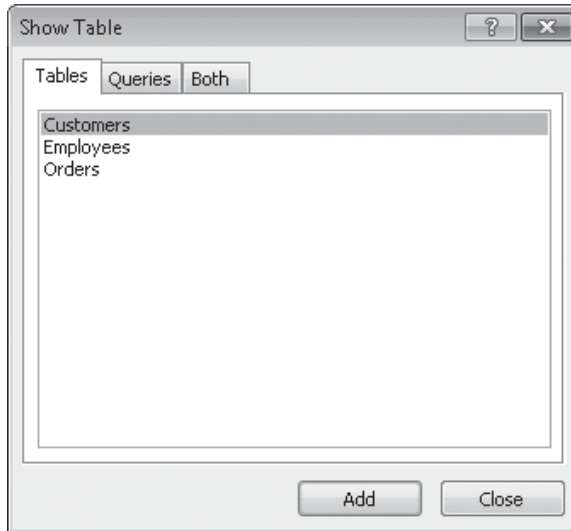 Show Table
Tables Queries Both
Customers
Employees
Orders
Add Close